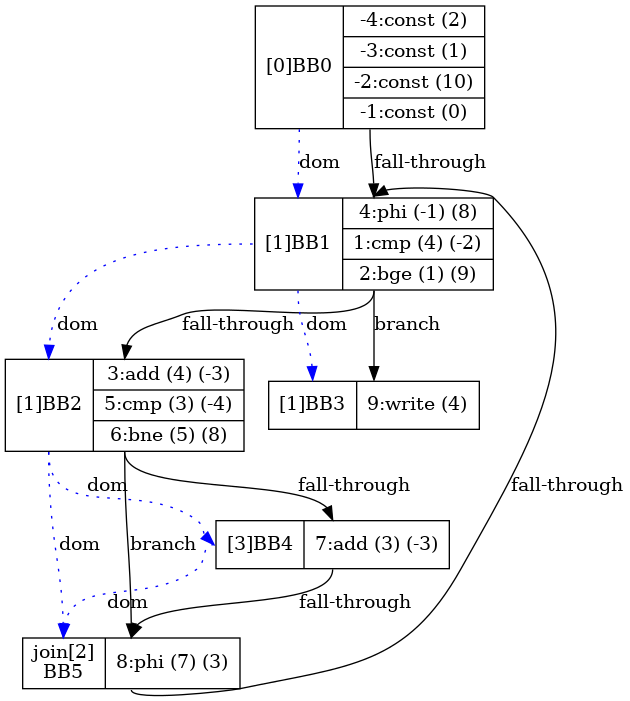 [0]BB0
-4:const (2)
-3:const (1)
-2:const (10)
-1:const (0)
dom
fall-through
[1]BB1
4:phi (-1) (8)
1:cmp (4) (-2)
2:bge (1) (9)
dom
fall-through
dom
branch
[1]BB2
3:add (4) (-3)
5:cmp (3) (-4)
6:bne (5) (8)
[1]BB3
9:write (4)
dom
fall-through
fall-through
[3]BB4
7:add (3) (-3)
dom
branch
dom
fall-through
join[2]
BB5
8:phi (7) (3)